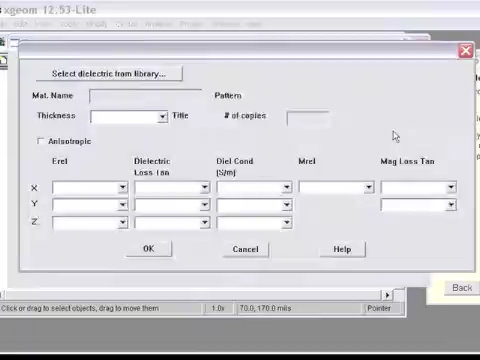 xgeom 12.53-Lite
Select dielectric from library...
Mat. Name
Pattern
Thickness
Title
# of copies
Anisotropic
Erel
Dielectric
Loss Tan
Diel Cond
(S/m)
Mrel
Mag Loss Tan
X
Y
Z
OK
Cancel
Help
Back
Click or drag to select objects, drag to move them
1.0x
70.0, 170.0 mils
Pointer